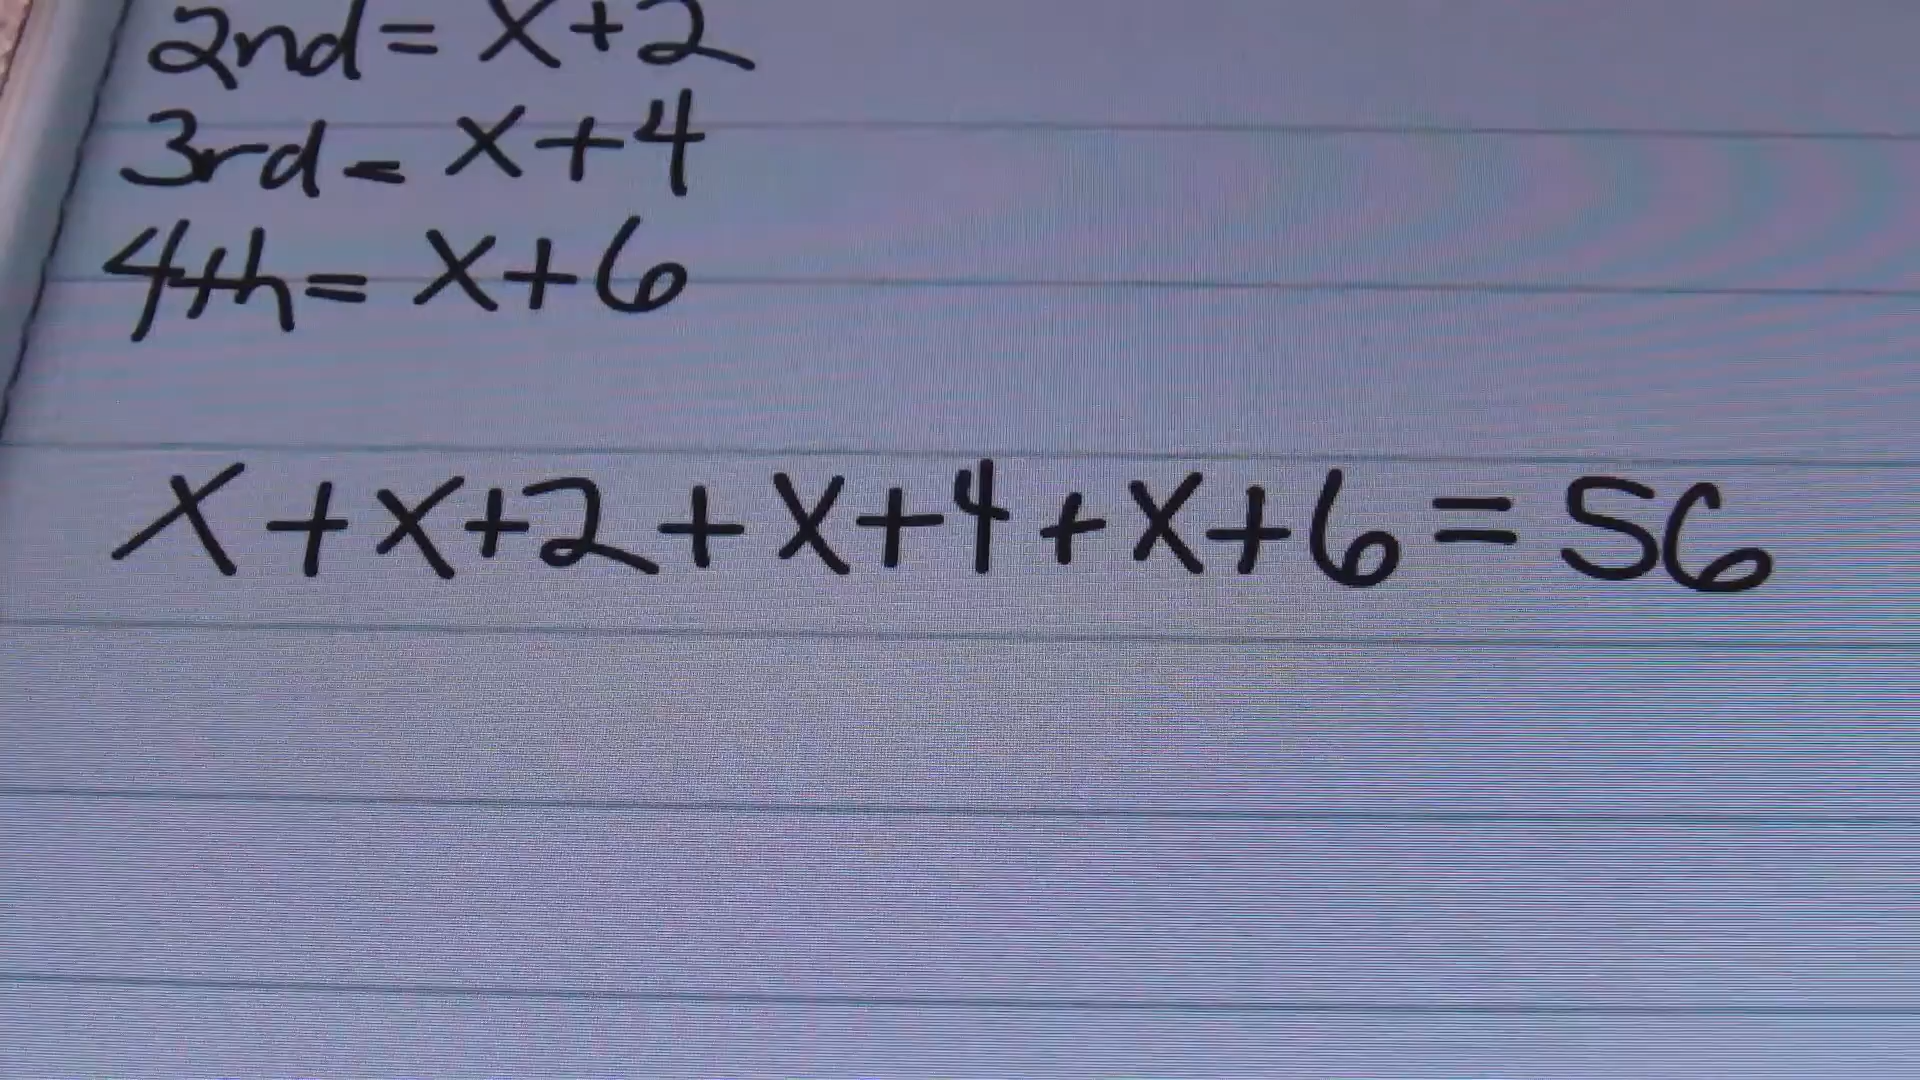 2nd = x+2
3rd = x+4
4th = x+6
x+x+2+x+4+x+6=56